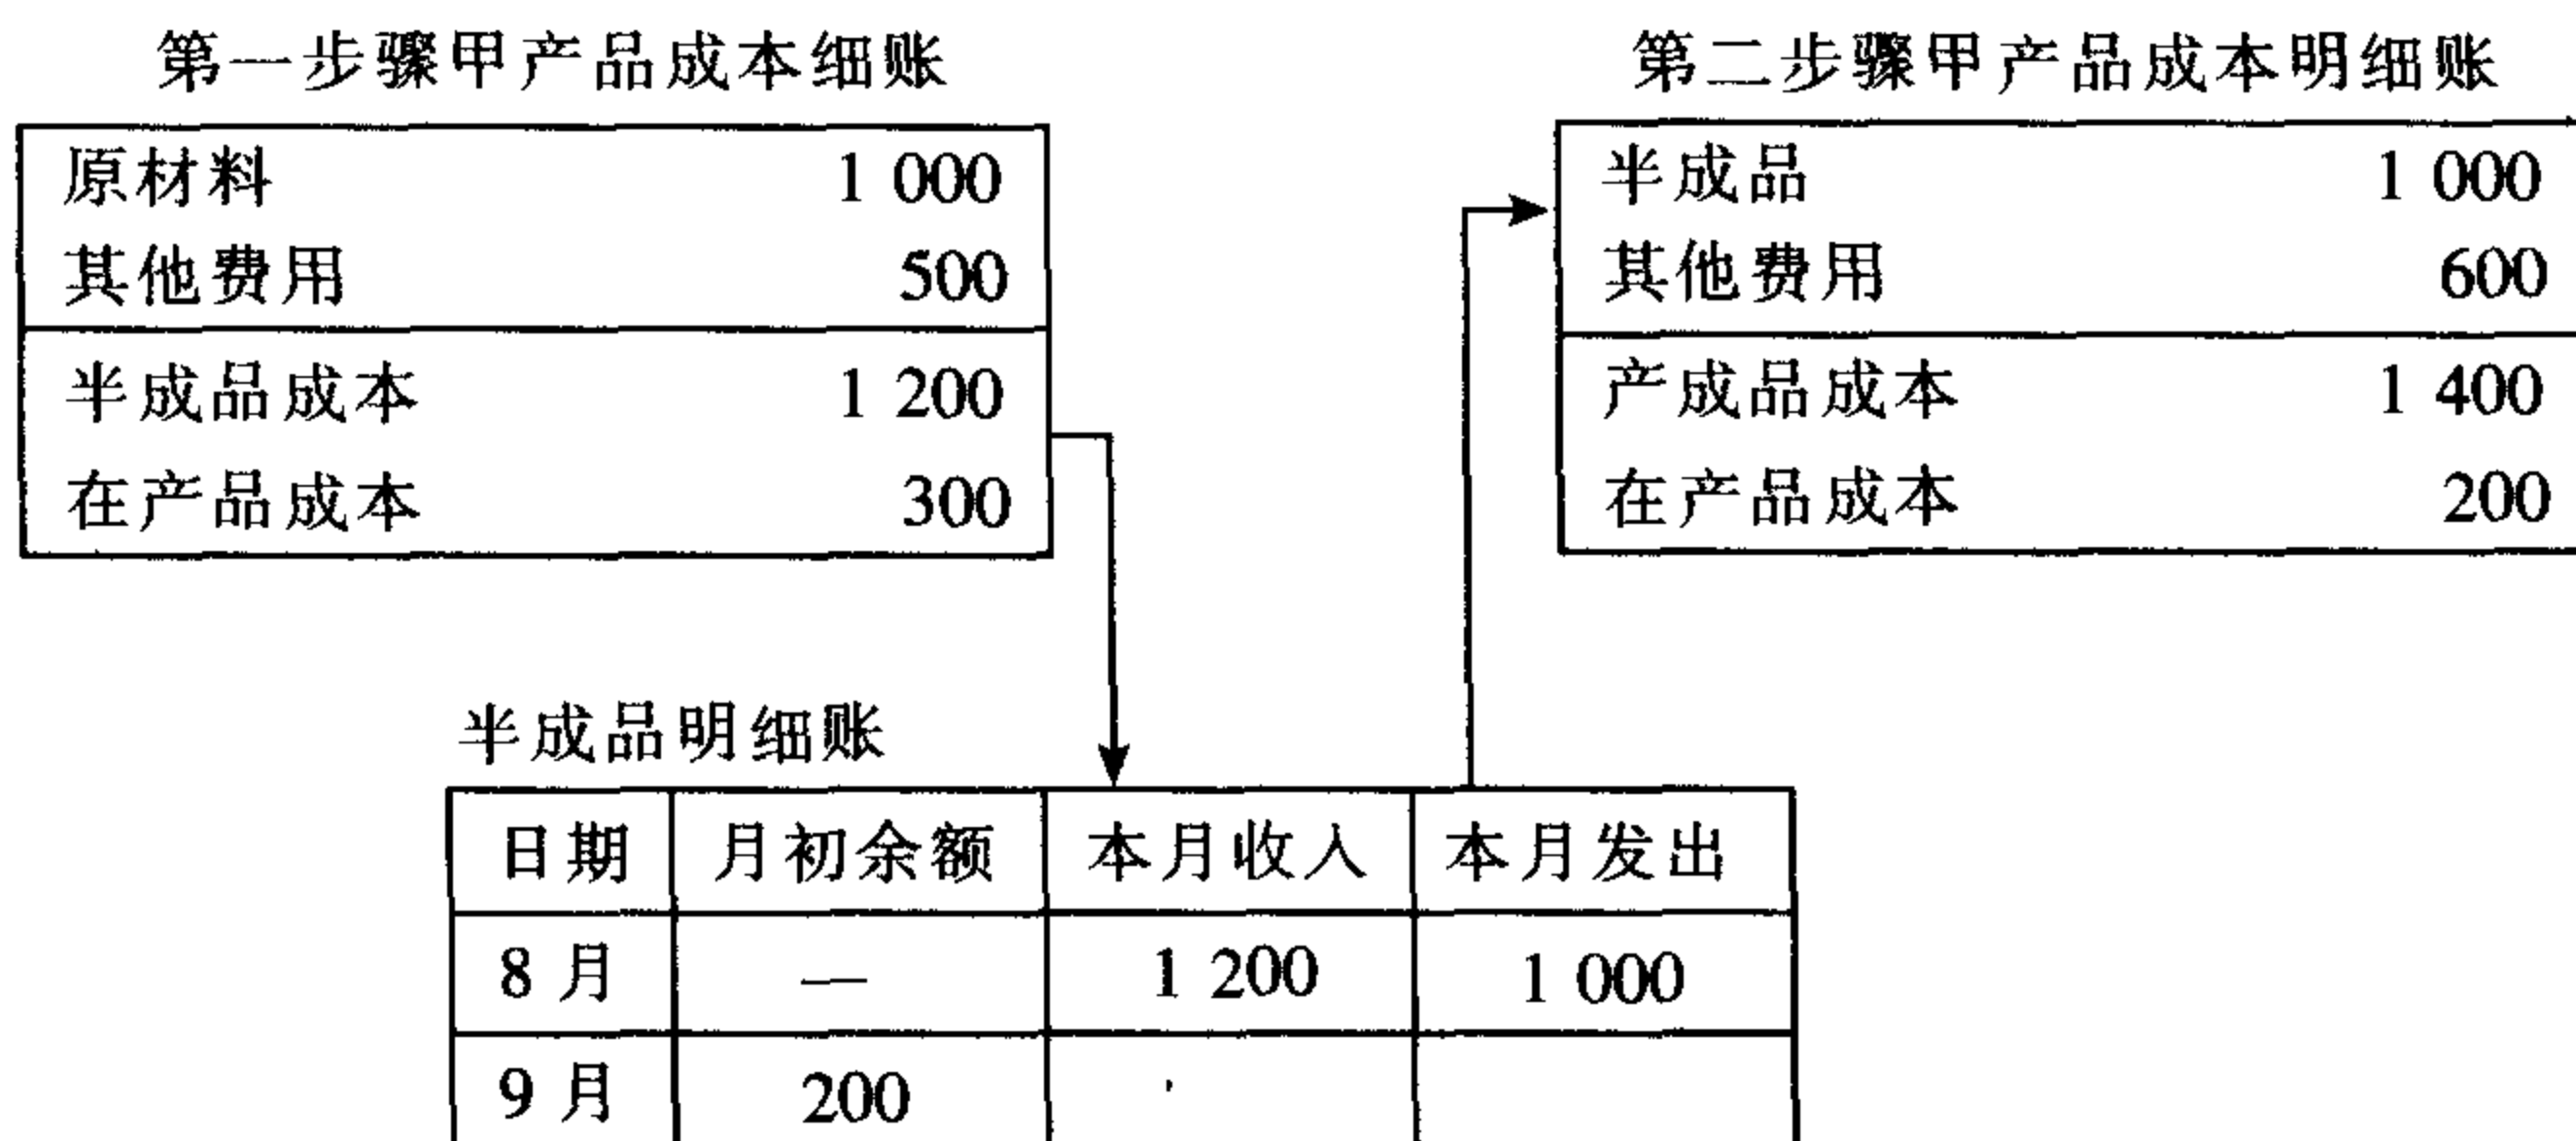 第一步骤甲产品成本细账
原材料 1 000
其他费用 500
半成品成本 1 200
在产品成本 300
第二步骤甲产品成本明细账
半成品 1 000
其他费用 600
产成品成本 1 400
在产品成本 200
半成品明细账
日期 月初余额 本月收入 本月发出
8 月 — 1 200 1 000
9 月 200